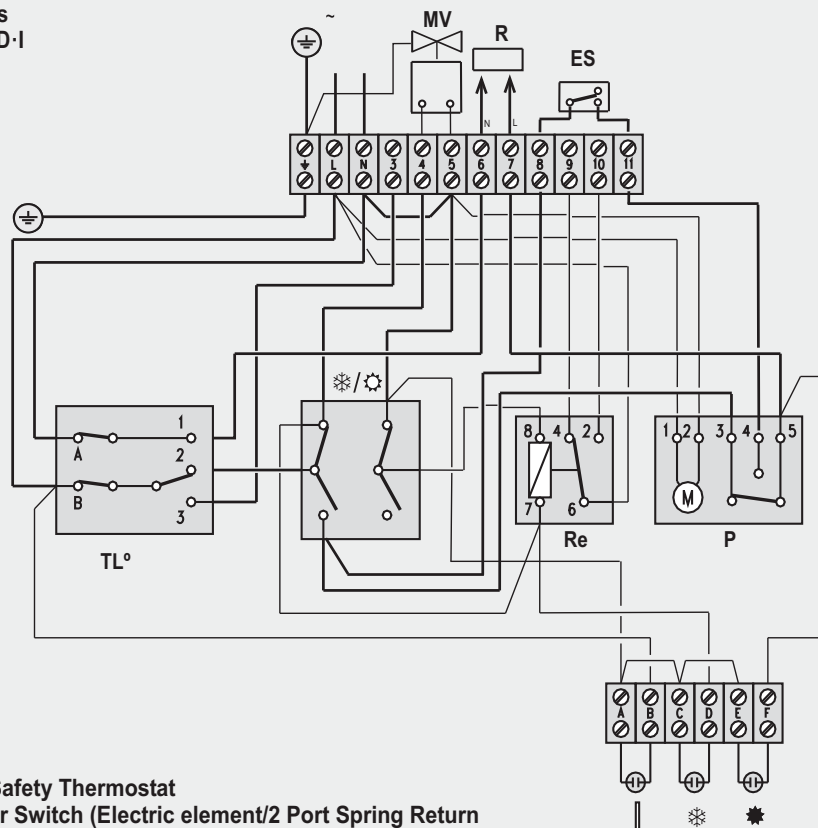 s
D·I
~
MV
R
ES
N L
L N 3 4 5 6 7 8 9 10 11
/
A
B
1
2
3
TLº
8 4 2
7 6
Re
1 2 3 4 5
M
P
A B C D E F
Safety Thermostat
r Switch (Electric element/2 Port Spring Return